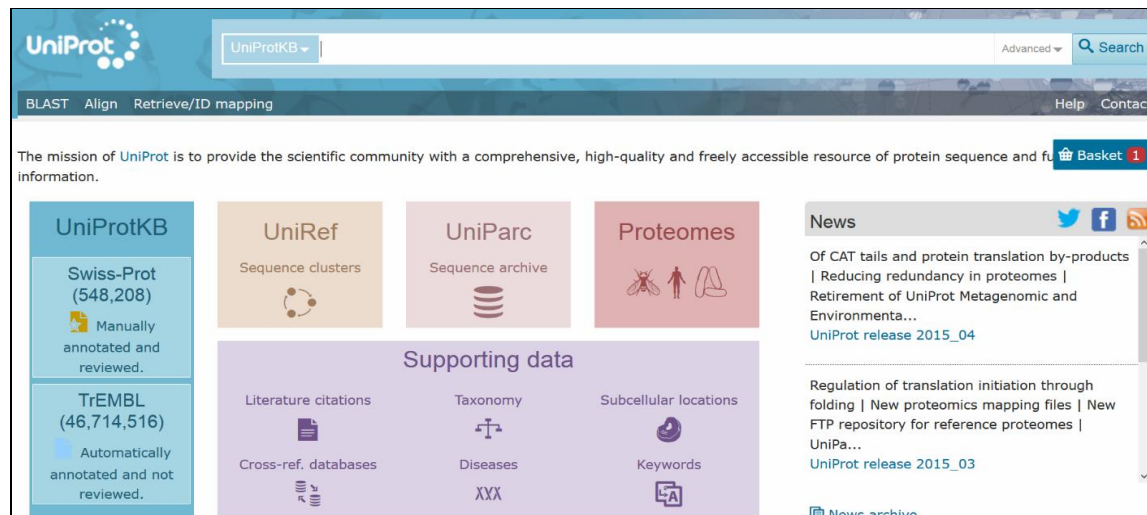 UniProt
UniProtKB
Advanced
Search
BLAST Align Retrieve/ID mapping
Help Contac
The mission of UniProt is to provide the scientific community with a comprehensive, high-quality and freely accessible resource of protein sequence and fu
Basket 1
information.
UniProtKB
Swiss-Prot
(548,208)
Manually
annotated and
reviewed.
TrEMBL
(46,714,516)
Automatically
annotated and not
reviewed.
UniRef
Sequence clusters
UniParc
Sequence archive
Proteomes
Supporting data
Literature citations
Taxonomy
Subcellular locations
Cross-ref. databases
Diseases
Keywords
News
Of CAT tails and protein translation by-products
| Reducing redundancy in proteomes |
Retirement of UniProt Metagenomic and
Environmenta...
UniProt release 2015_04
Regulation of translation initiation through
folding | New proteomics mapping files | New
FTP repository for reference proteomes |
UniPa...
UniProt release 2015_03
News archive